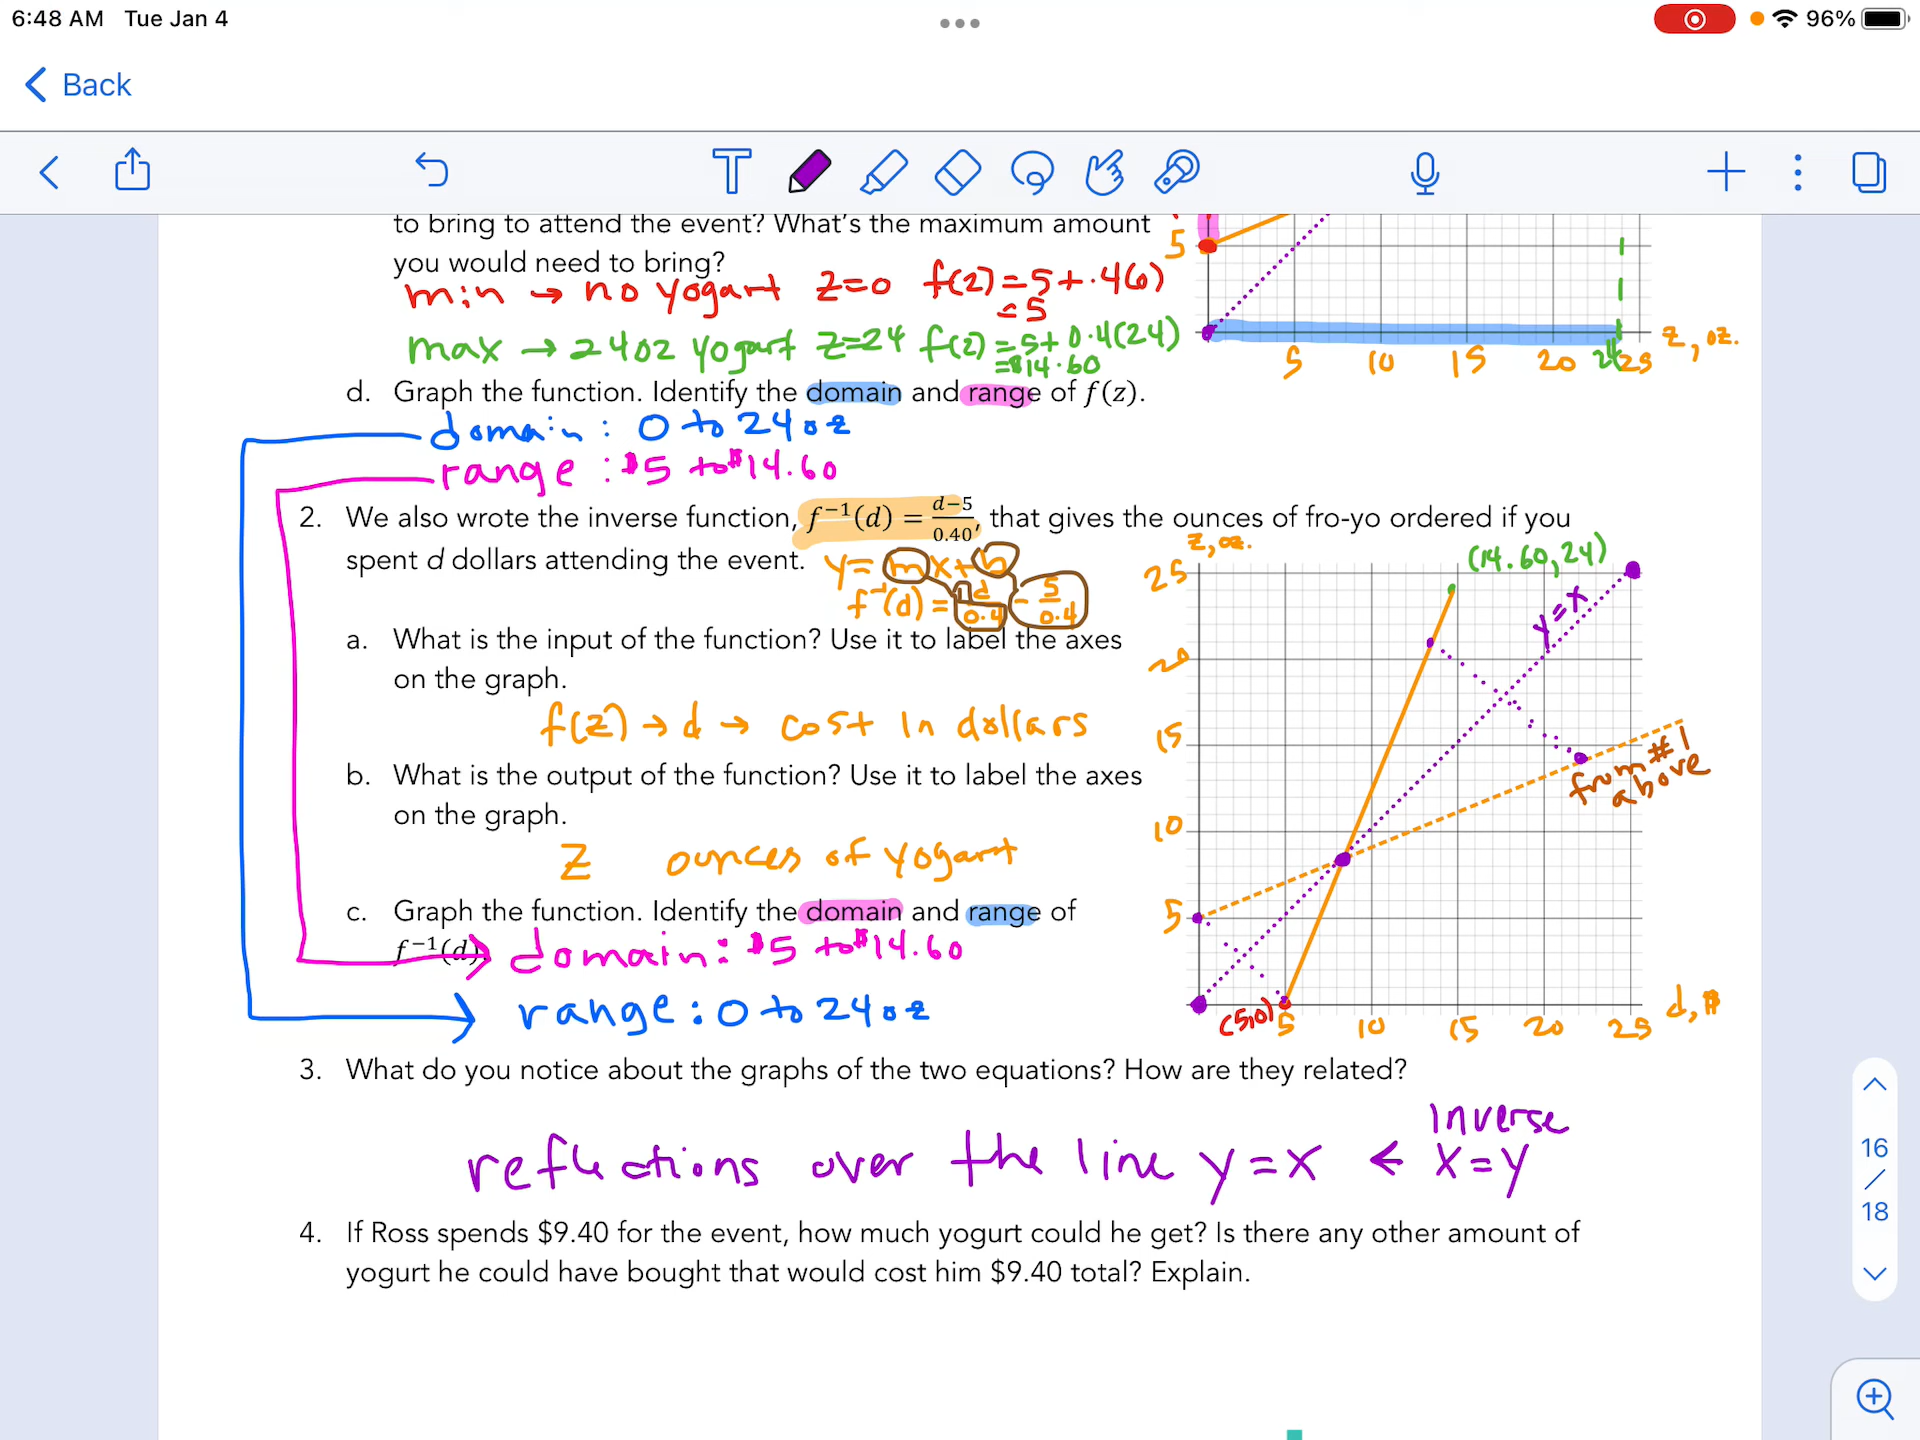 6:48 AM Tue Jan 4
96%
Back
to bring to attend the event? What's the maximum amount
you would need to bring?
min → no yogart z=0 f(z)=5+.4(0)
=5
max → 24oz yogart z=24 f(z)=5+0.4(24)
=$14.60
5
5 10 15 20 24 25 z, oz.
d. Graph the function. Identify the domain and range of f(z).
domain: 0 to 24oz
range: $5 to $14.60
2. We also wrote the inverse function, f⁻¹(d) = (d−5)/0.40, that gives the ounces of fro-yo ordered if you
spent d dollars attending the event.
y=mx+b
f⁻¹(d) = 1d/0.4 - 5/0.4
a. What is the input of the function? Use it to label the axes
on the graph.
f(z) → d → cost in dollars
b. What is the output of the function? Use it to label the axes
on the graph.
z ounces of yogart
c. Graph the function. Identify the domain and range of
f⁻¹(d)
domain: $5 to $14.60
range: 0 to 24oz
z, oz.
(14.60,24)
y=x
from #1
above
25
20
15
10
5
(5,0)
5 10 15 20 25 d, $
3. What do you notice about the graphs of the two equations? How are they related?
inverse
reflections over the line y=x ← x=y
4. If Ross spends $9.40 for the event, how much yogurt could he get? Is there any other amount of
yogurt he could have bought that would cost him $9.40 total? Explain.
16
/
18